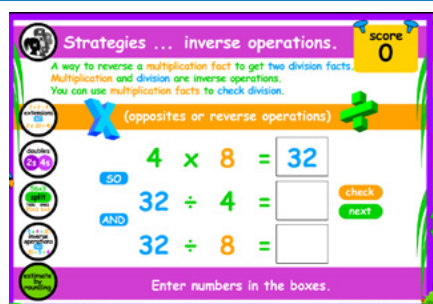 Strategies ... inverse operations.
score
0
A way to reverse a multiplication fact to get two division facts.
Multiplication and division are inverse operations.
You can use multiplication facts to check division.
extensions
X (opposites or reverse operations) ÷
doubles
2s 4s
4 x 8 = 32
SO
split
32 ÷ 4 =
check
next
AND
inverse
operations
32 ÷ 8 =
estimate
by
rounding
Enter numbers in the boxes.